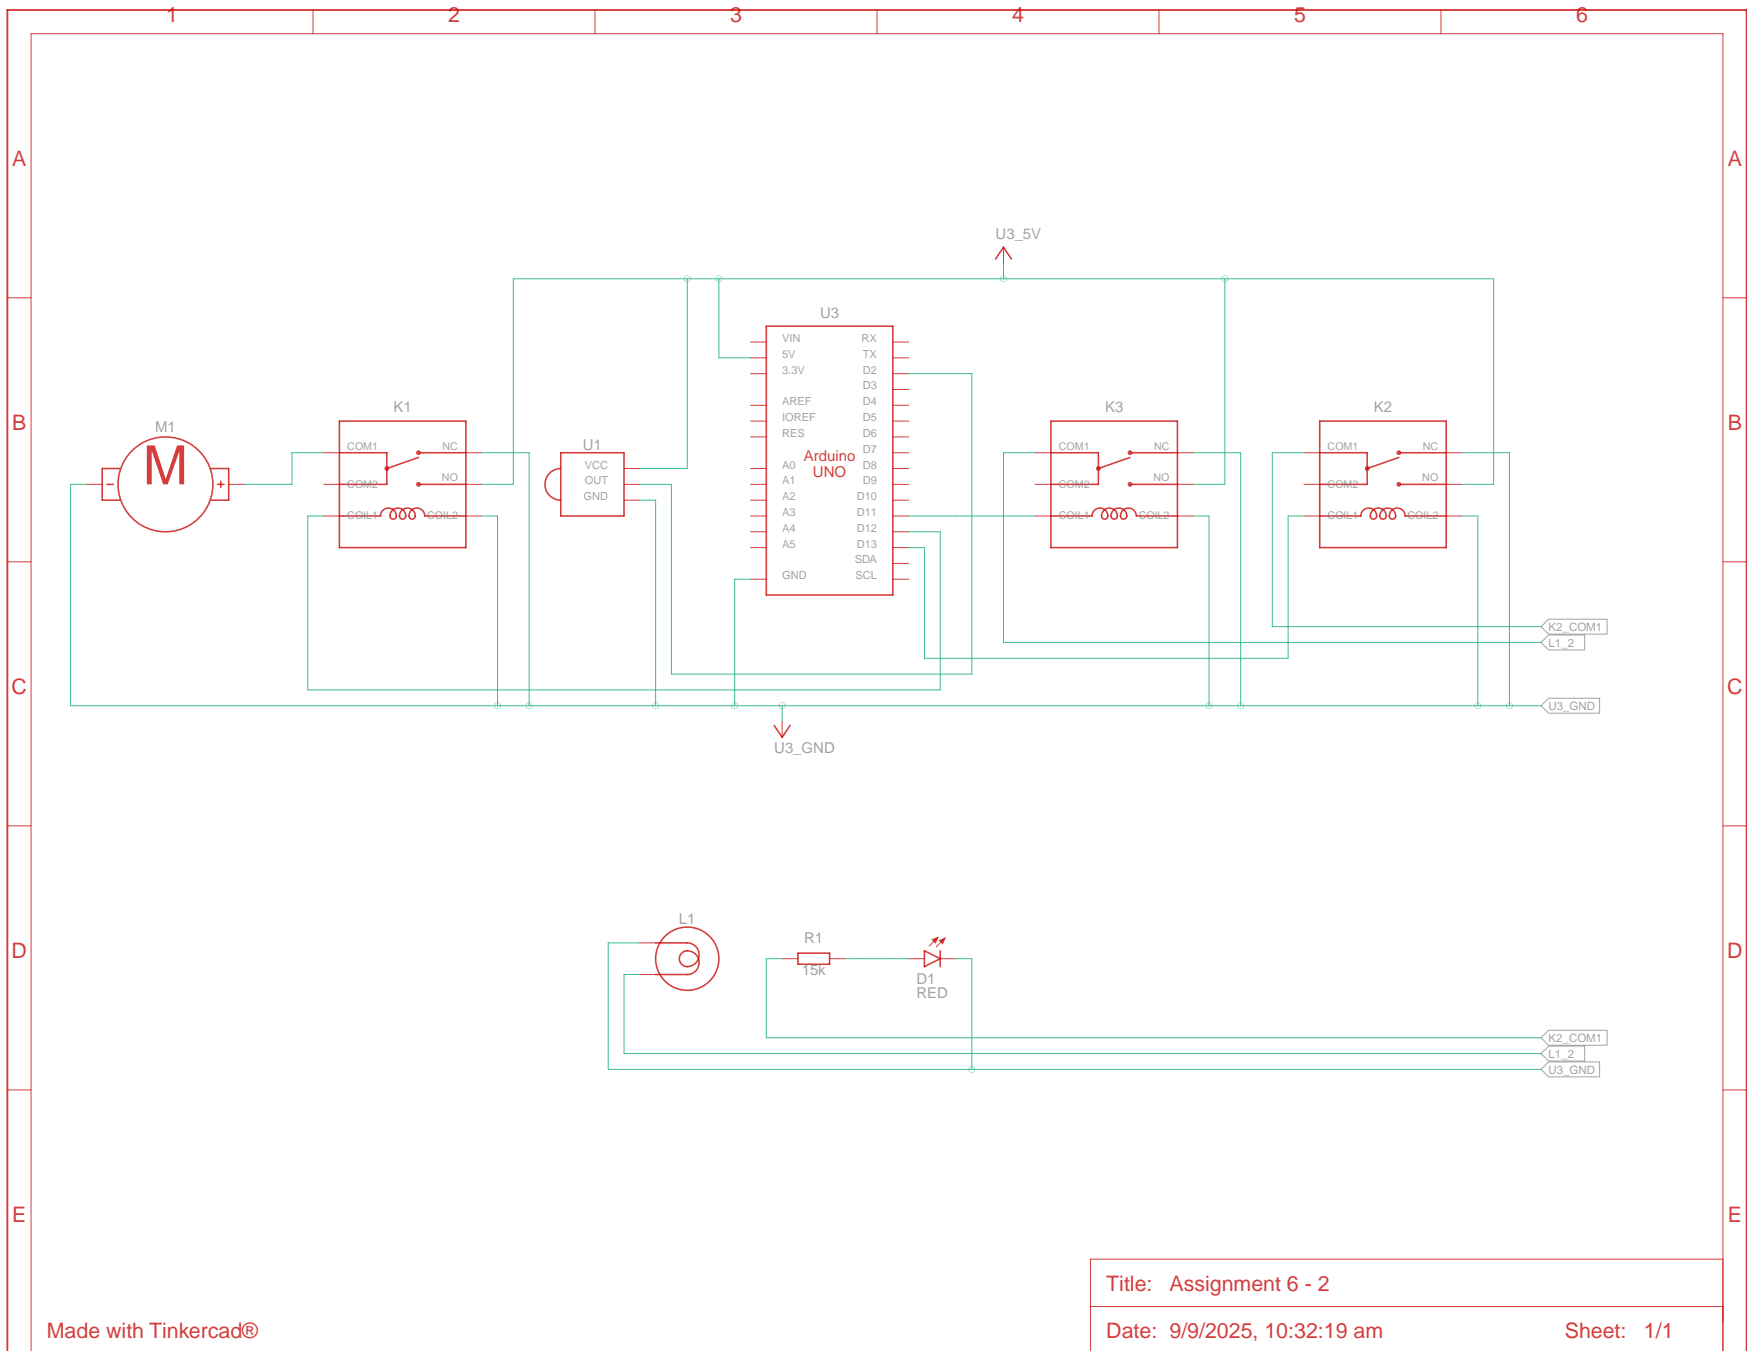 1 2 3 4 5 6
A A
U3_5V
U3
VIN RX
5V TX
3.3V D2
D3
AREF D4
IOREF D5
RES D6
D7
A0 D8
A1 D9
A2 D10
A3 D11
A4 D12
A5 D13
SDA
GND SCL
Arduino
UNO
B B
M1
M
- +
K1
COM1 NC
COM2 NO
COIL1 COIL2
U1
VCC
OUT
GND
K3
COM1 NC
COM2 NO
COIL1 COIL2
K2
COM1 NC
COM2 NO
COIL1 COIL2
K2_COM1
L1_2
C C
U3_GND
U3_GND
L1
R1
15k
D1
RED
D D
K2_COM1
L1_2
U3_GND
E E
Title: Assignment 6 - 2
Made with Tinkercad®
Date: 9/9/2025, 10:32:19 am Sheet: 1/1